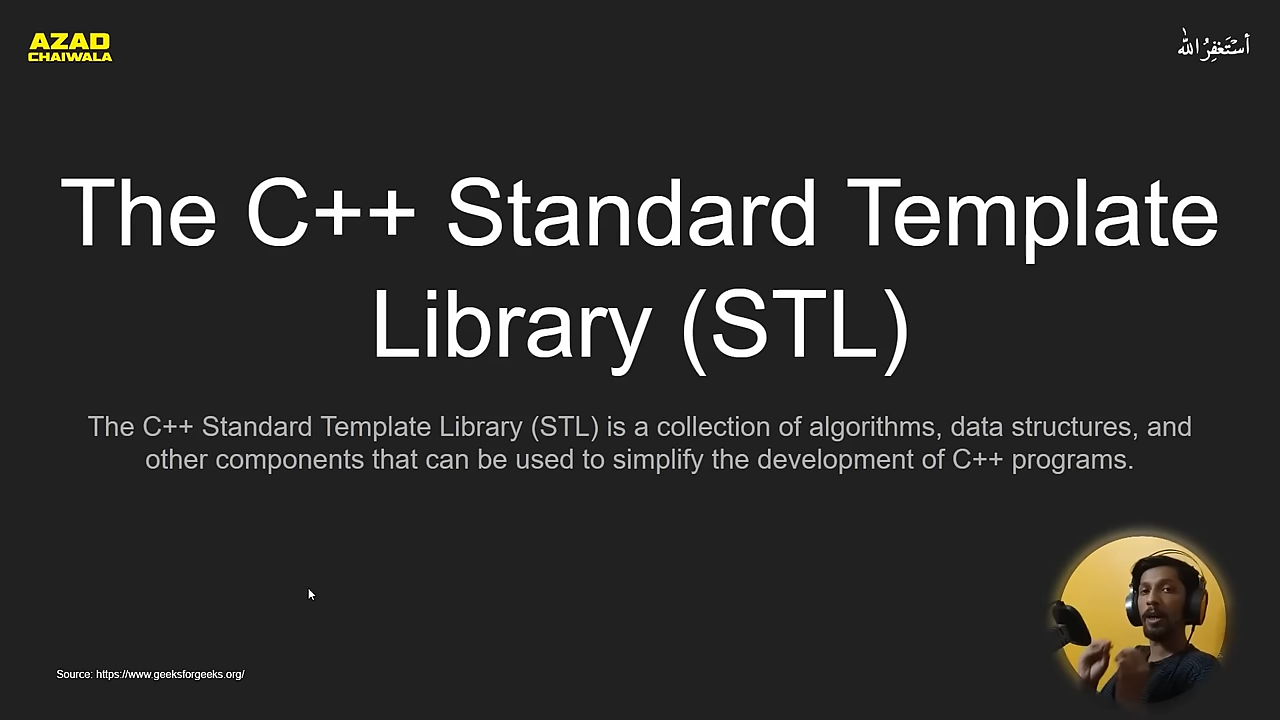 AZAD
CHAIWALA
أَسْتَغْفِرُ اللّٰه
The C++ Standard Template
Library (STL)
The C++ Standard Template Library (STL) is a collection of algorithms, data structures, and
other components that can be used to simplify the development of C++ programs.
Source: https://www.geeksforgeeks.org/